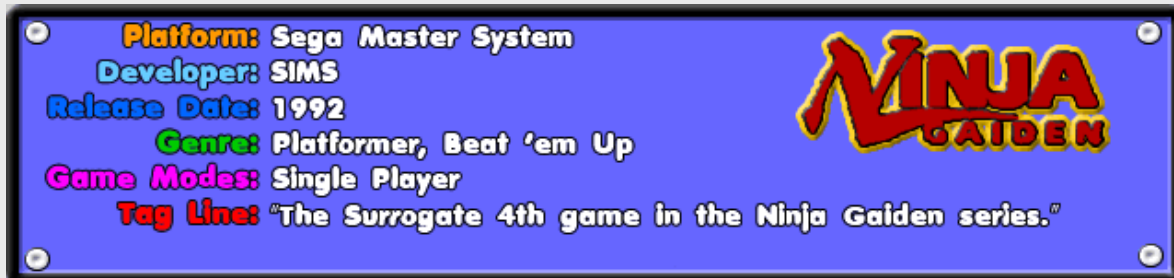 Platform: Sega Master System
Developer: SIMS
Release Date: 1992
Genre: Platformer, Beat 'em Up
Game Modes: Single Player
Tag Line: "The Surrogate 4th game in the Ninja Gaiden series."
NINJA
GAIDEN